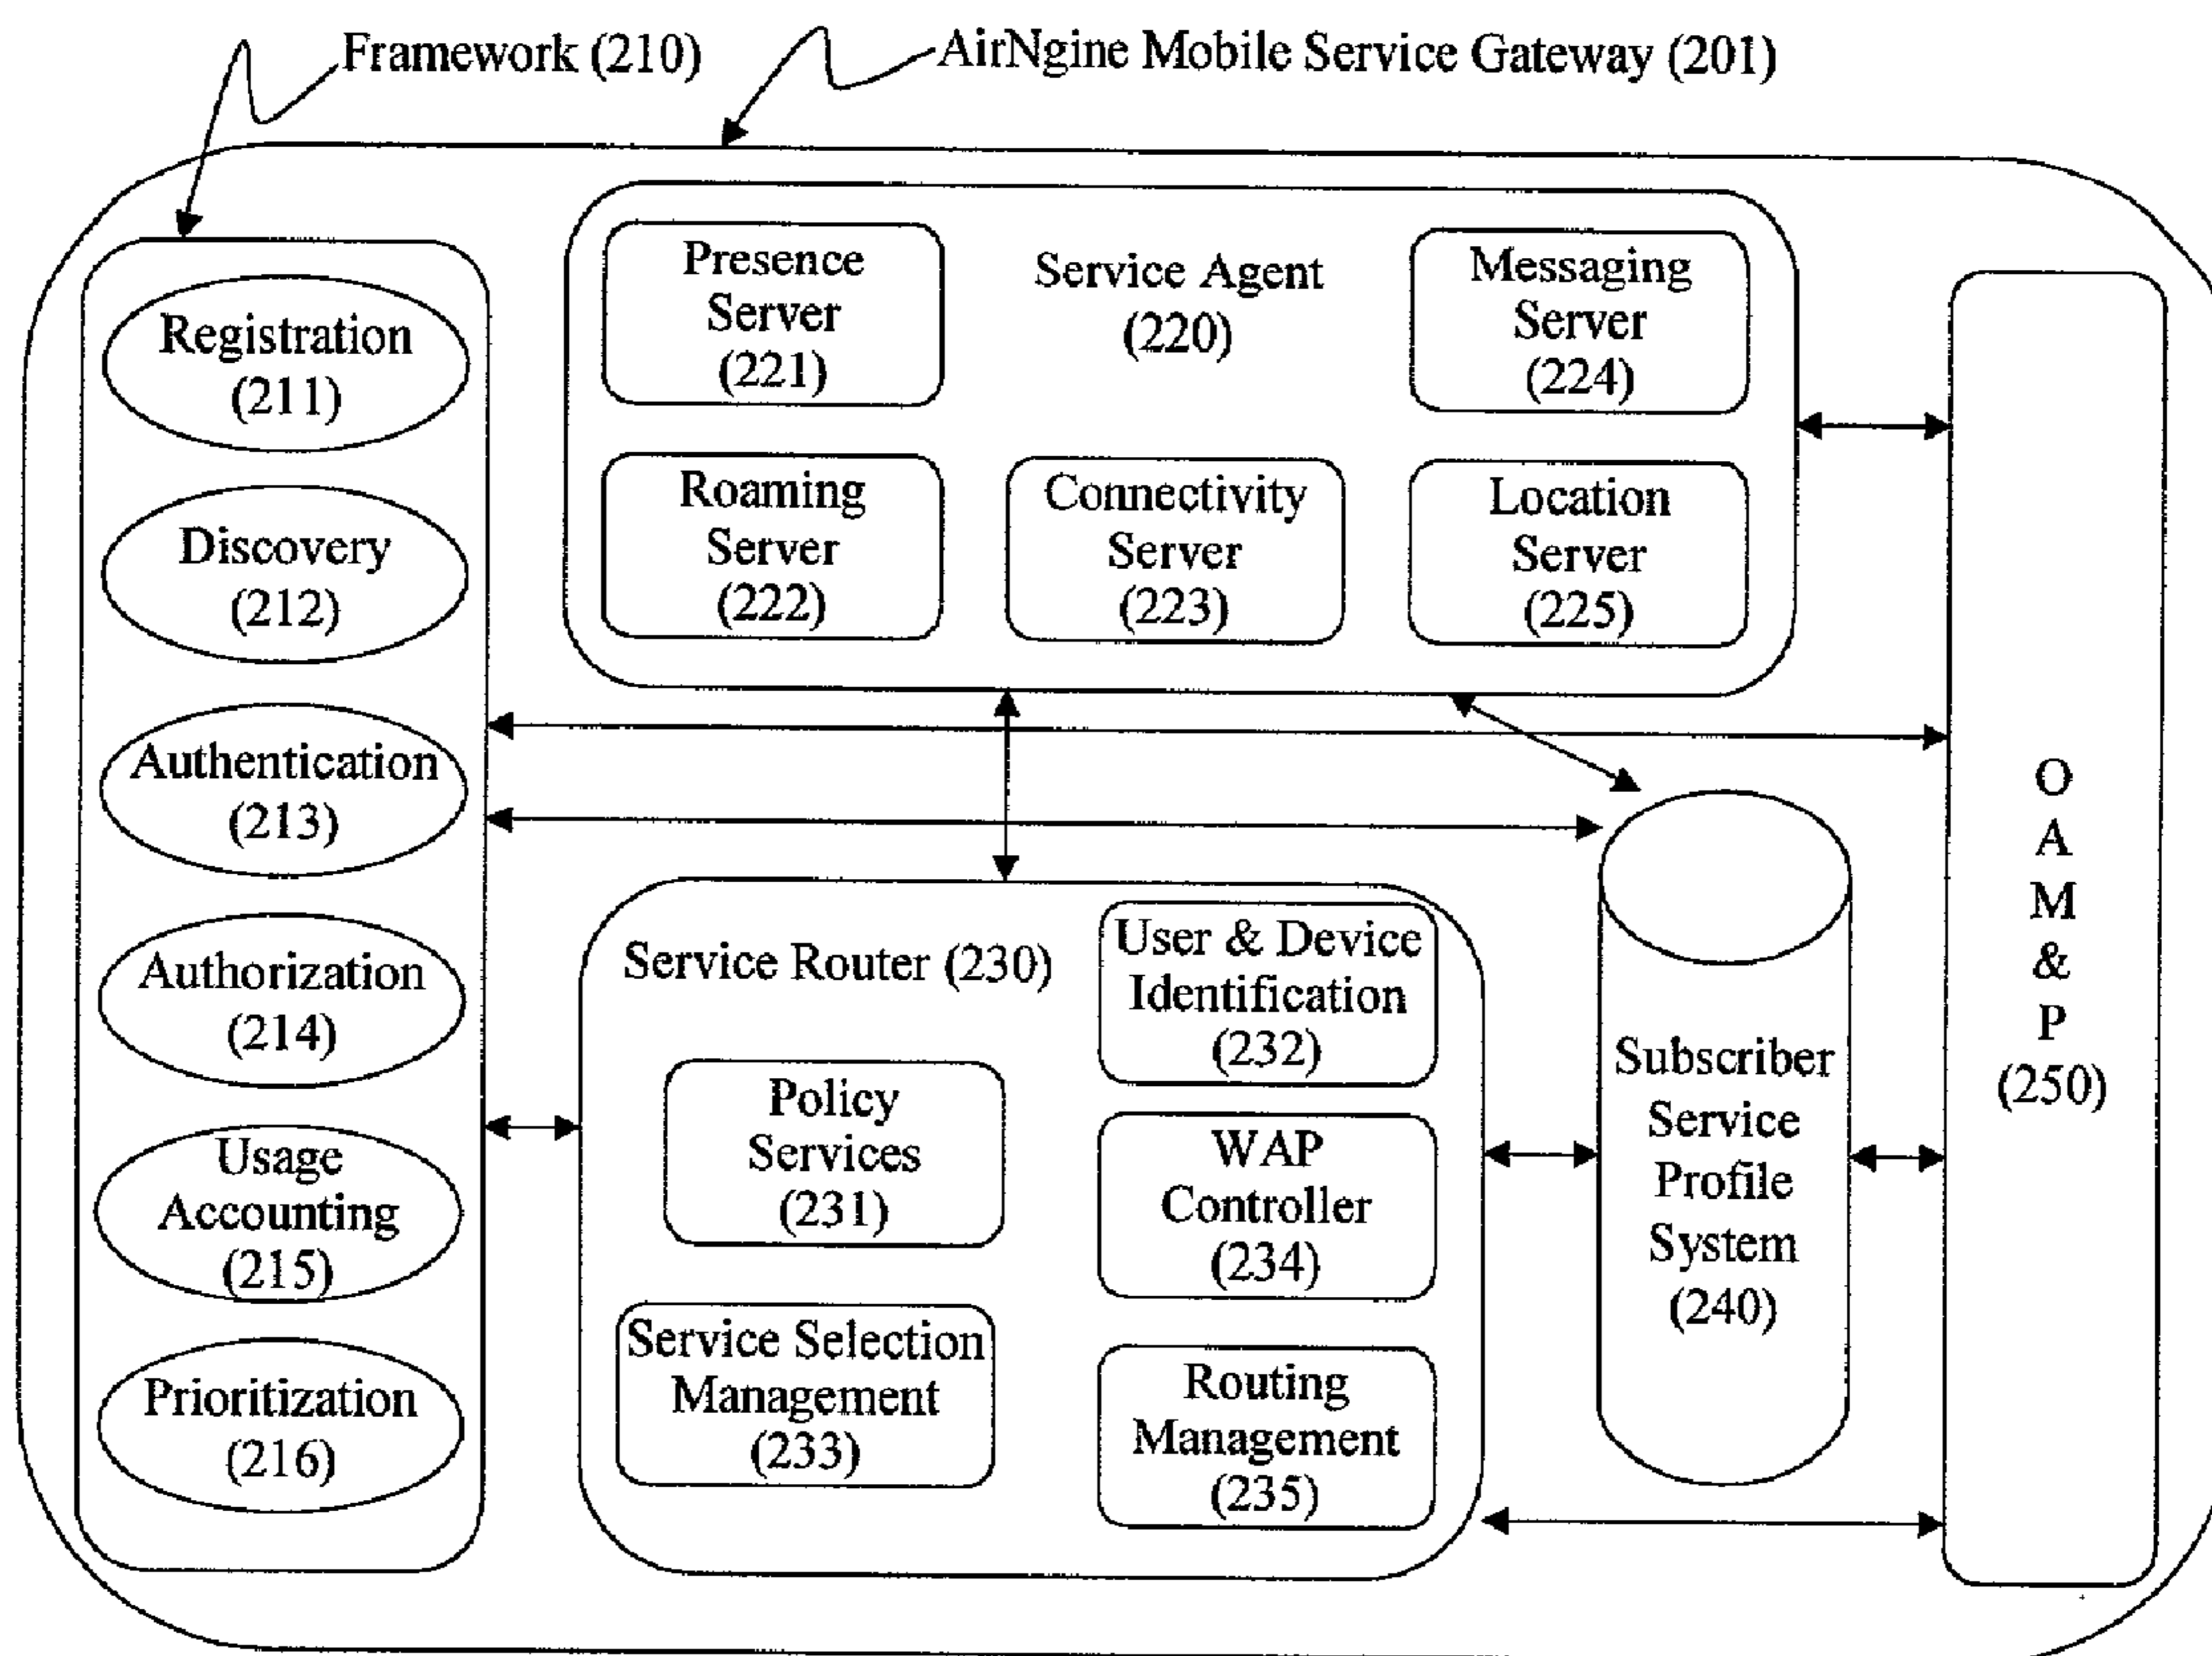 Framework (210)
AirNgine Mobile Service Gateway (201)
Registration
(211)
Discovery
(212)
Authentication
(213)
Authorization
(214)
Usage
Accounting
(215)
Prioritization
(216)
Presence
Server
(221)
Service Agent
(220)
Messaging
Server
(224)
Roaming
Server
(222)
Connectivity
Server
(223)
Location
Server
(225)
Service Router (230)
User & Device
Identification
(232)
Policy
Services
(231)
WAP
Controller
(234)
Service Selection
Management
(233)
Routing
Management
(235)
Subscriber
Service
Profile
System
(240)
O
A
M
&
P
(250)